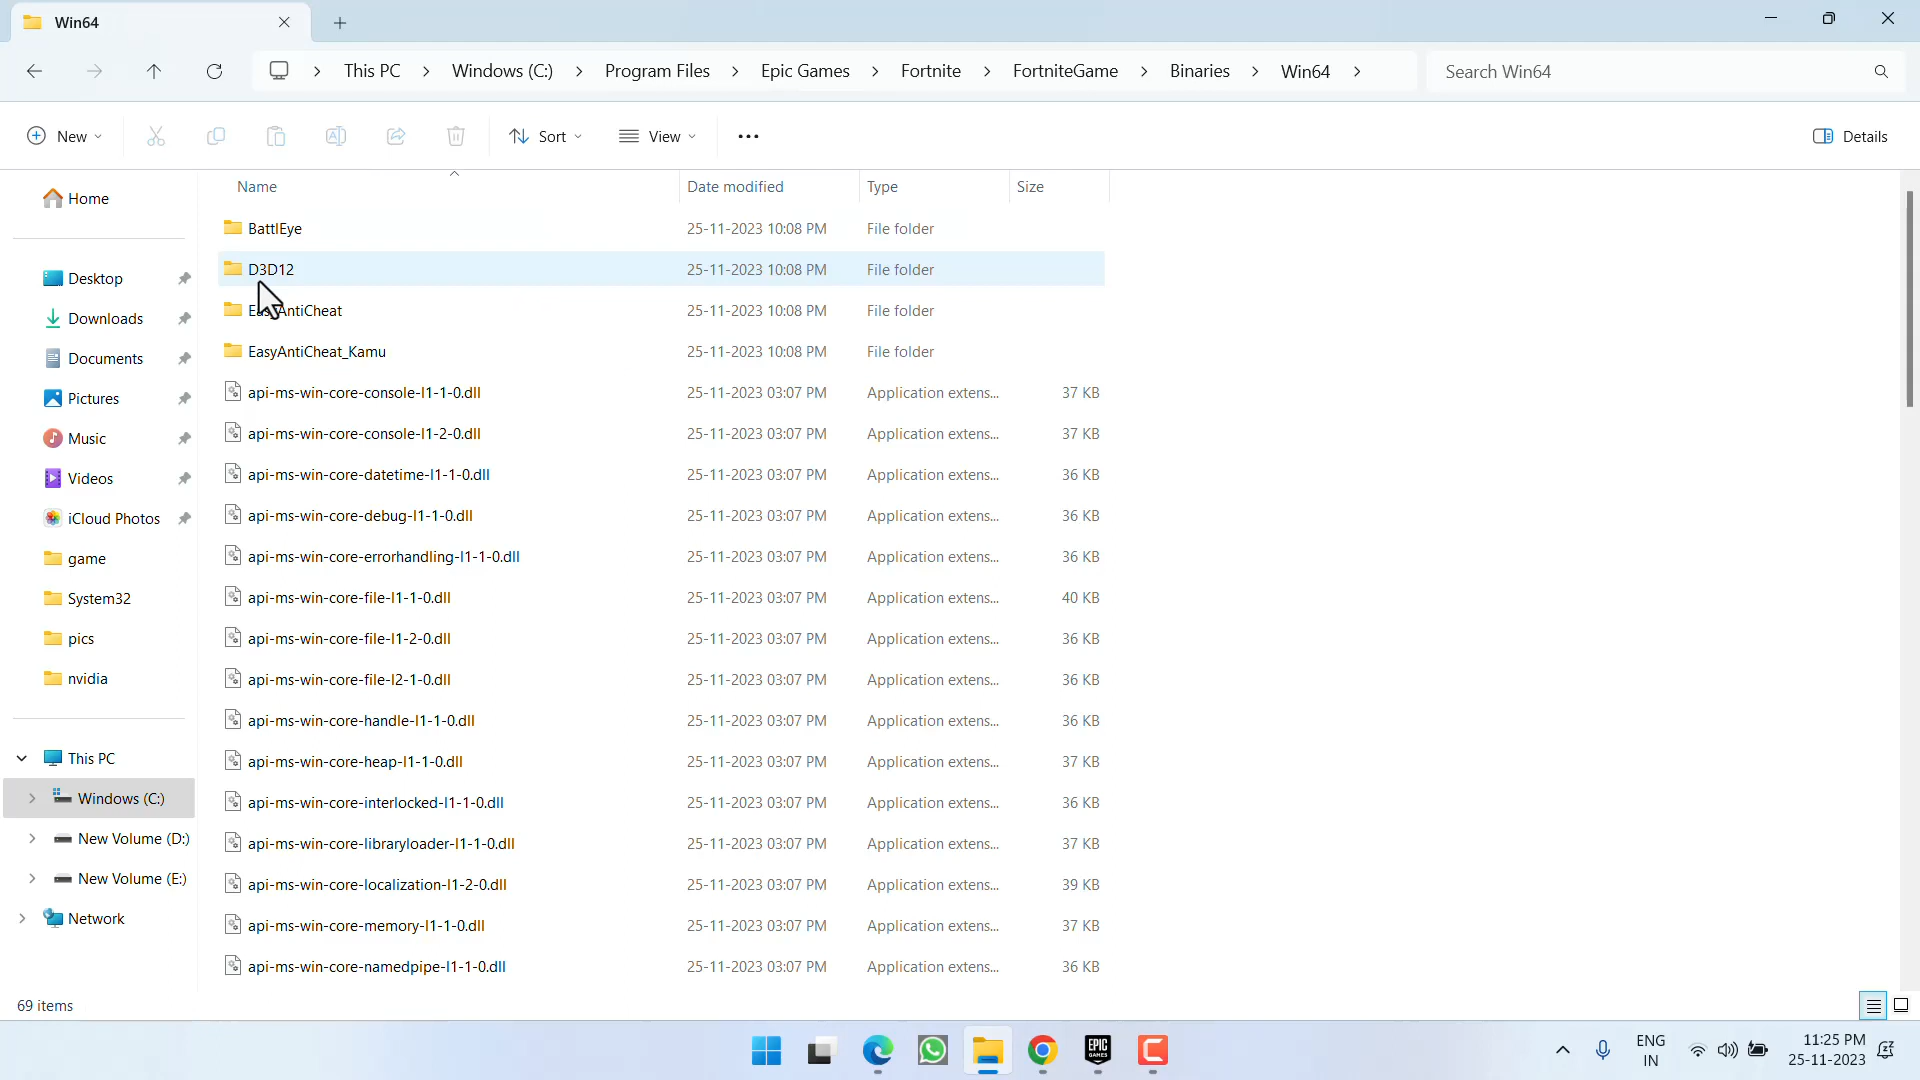 Win64
This PC Windows (C:) Program Files Epic Games Fortnite FortniteGame Binaries Win64 Search Win64
New Sort View Details
Name Date modified Type Size
Home
Desktop
Downloads
Documents
Pictures
Music
Videos
iCloud Photos
game
System32
pics
nvidia
This PC
Windows (C:)
New Volume (D:)
New Volume (E:)
Network
BattlEye 25-11-2023 10:08 PM File folder
D3D12 25-11-2023 10:08 PM File folder
EasyAntiCheat 25-11-2023 10:08 PM File folder
EasyAntiCheat_Kamu 25-11-2023 10:08 PM File folder
api-ms-win-core-console-l1-1-0.dll 25-11-2023 03:07 PM Application extens... 37 KB
api-ms-win-core-console-l1-2-0.dll 25-11-2023 03:07 PM Application extens... 37 KB
api-ms-win-core-datetime-l1-1-0.dll 25-11-2023 03:07 PM Application extens... 36 KB
api-ms-win-core-debug-l1-1-0.dll 25-11-2023 03:07 PM Application extens... 36 KB
api-ms-win-core-errorhandling-l1-1-0.dll 25-11-2023 03:07 PM Application extens... 36 KB
api-ms-win-core-file-l1-1-0.dll 25-11-2023 03:07 PM Application extens... 40 KB
api-ms-win-core-file-l1-2-0.dll 25-11-2023 03:07 PM Application extens... 36 KB
api-ms-win-core-file-l2-1-0.dll 25-11-2023 03:07 PM Application extens... 36 KB
api-ms-win-core-handle-l1-1-0.dll 25-11-2023 03:07 PM Application extens... 36 KB
api-ms-win-core-heap-l1-1-0.dll 25-11-2023 03:07 PM Application extens... 37 KB
api-ms-win-core-interlocked-l1-1-0.dll 25-11-2023 03:07 PM Application extens... 36 KB
api-ms-win-core-libraryloader-l1-1-0.dll 25-11-2023 03:07 PM Application extens... 37 KB
api-ms-win-core-localization-l1-2-0.dll 25-11-2023 03:07 PM Application extens... 39 KB
api-ms-win-core-memory-l1-1-0.dll 25-11-2023 03:07 PM Application extens... 37 KB
api-ms-win-core-namedpipe-l1-1-0.dll 25-11-2023 03:07 PM Application extens... 36 KB
69 items
EPIC
GAMES
ENG
IN
11:25 PM
25-11-2023